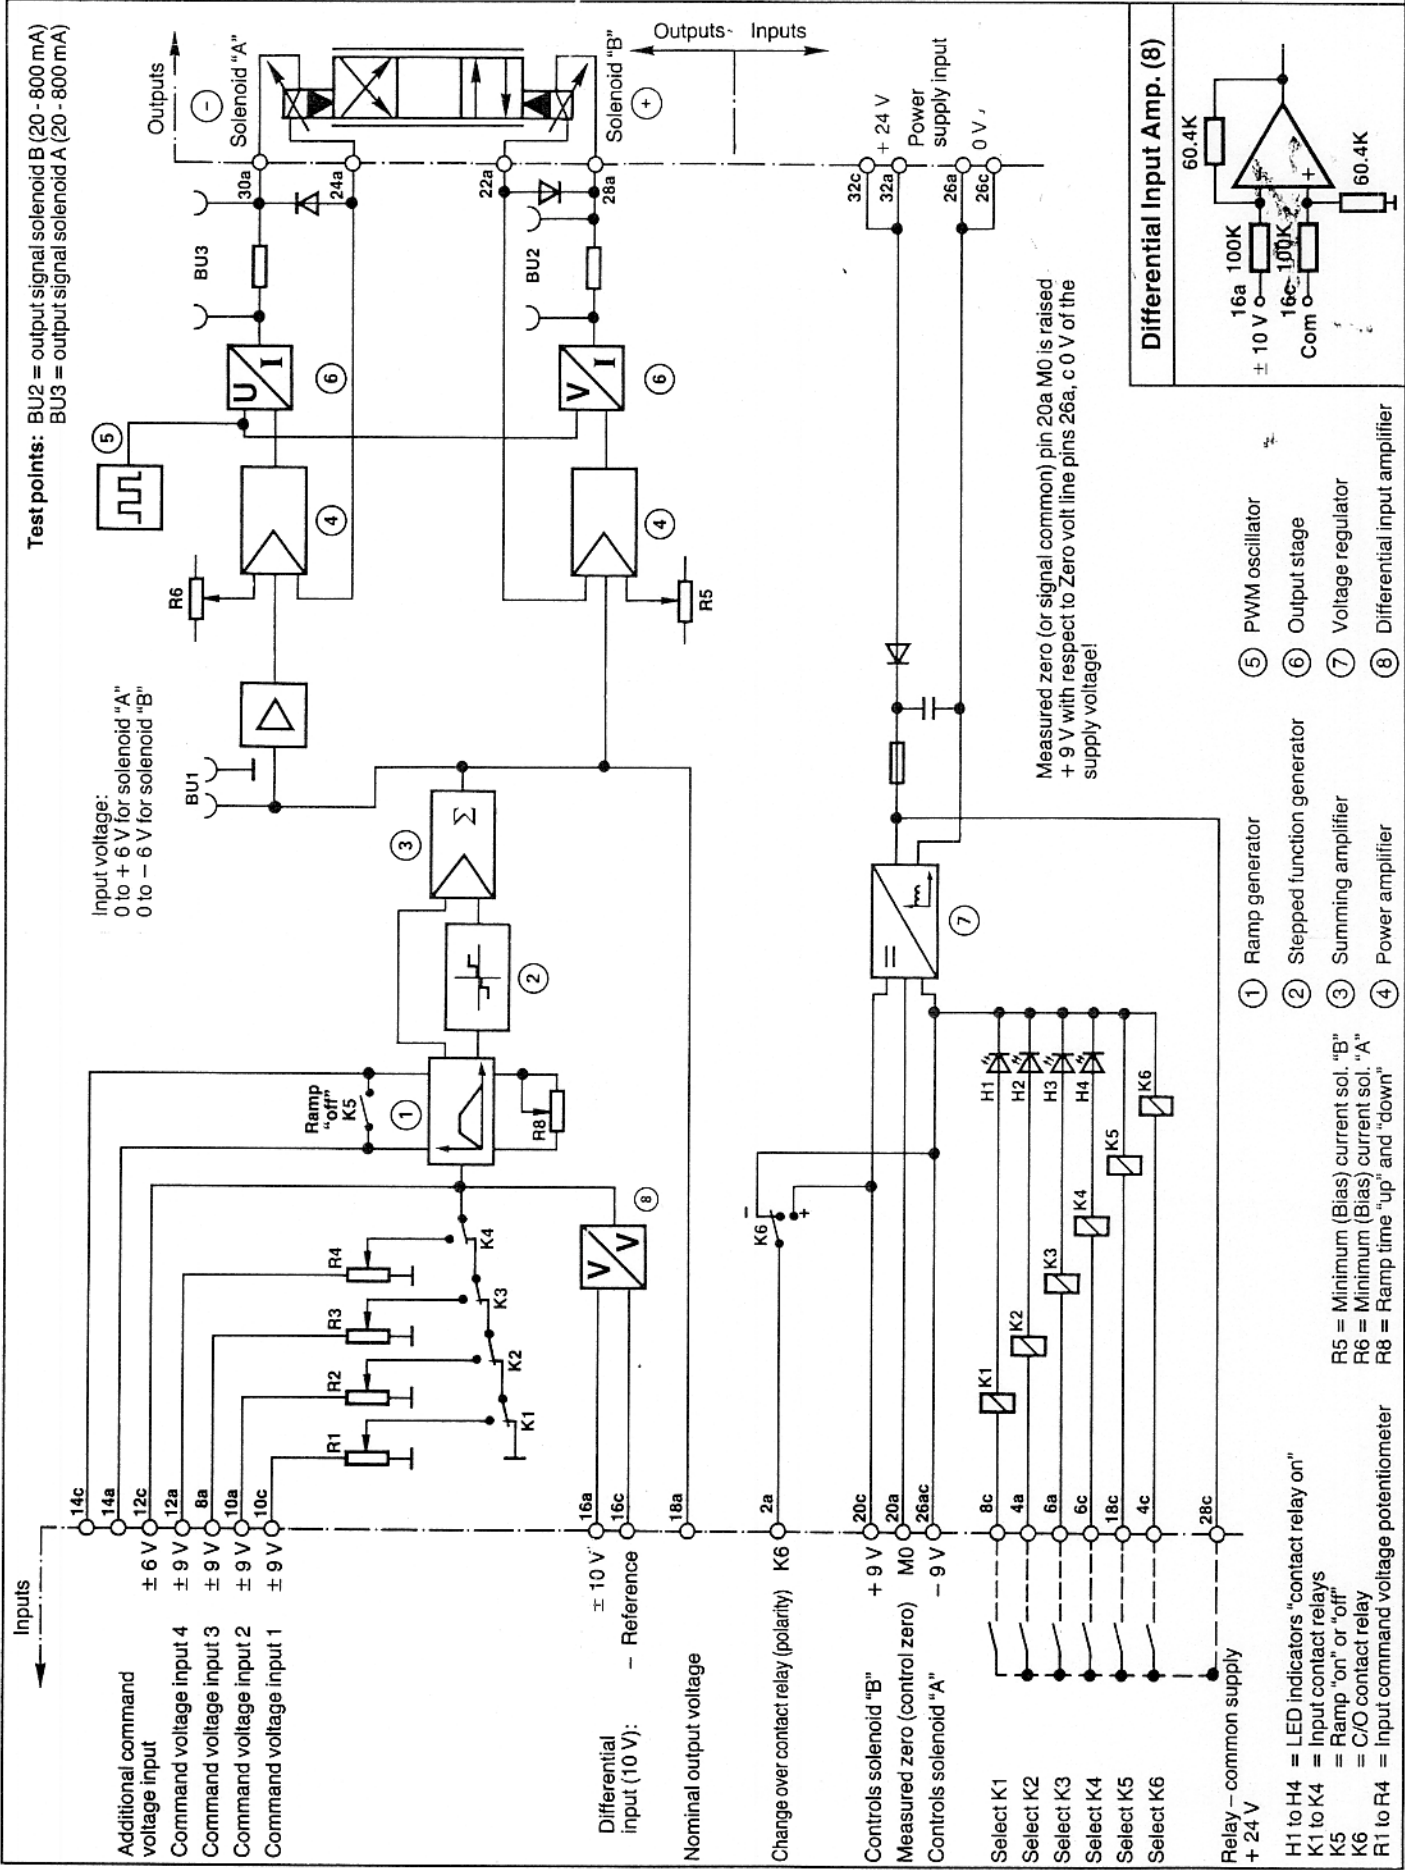 Test points: BU2 = output signal solenoid B (20 - 800 mA)
BU3 = output signal solenoid A (20 - 800 mA)
Inputs
Outputs
Outputs
Inputs
Input voltage:
0 to + 6 V for solenoid "A"
0 to − 6 V for solenoid "B"
14c
14a
12c
12a
8a
10a
10c
± 6 V
± 9 V
± 9 V
± 9 V
± 9 V
Additional command
voltage input
Command voltage input 4
Command voltage input 3
Command voltage input 2
Command voltage input 1
R1
R2
R3
R4
K1
K2
K3
K4
Ramp
"off"
K5
1
R8
2
3
Σ
BU1
R6
4
5
U
I
6
BU3
30a
24a
Solenoid "A"
−
22a
28a
Solenoid "B"
+
BU2
V
I
6
4
R5
V
V
8
Differential
input (10 V):
± 10 V
− Reference
16a
16c
Nominal output voltage
18a
Change over contact relay (polarity) K6
2a
K6
−
+
Controls solenoid "B"
+ 9 V
20c
Measured zero (control zero)
M0
20a
Controls solenoid "A"
− 9 V
26ac
=
7
32c
32a
+ 24 V
Power
supply input
26a
26c
0 V
Measured zero (or signal common) pin 20a M0 is raised
+ 9 V with respect to Zero volt line pins 26a, c 0 V of the
supply voltage!
Select K1
8c
K1
H1
Select K2
4a
K2
H2
Select K3
6a
K3
H3
Select K4
6c
K4
H4
Select K5
18c
K5
Select K6
4c
K6
28c
Relay – common supply
+ 24 V
H1 to H4 = LED indicators "contact relay on"
K1 to K4 = Input contact relays
K5 = Ramp "on" or "off"
K6 = C/O contact relay
R1 to R4 = Input command voltage potentiometer
R5 = Minimum (Bias) current sol. "B"
R6 = Minimum (Bias) current sol. "A"
R8 = Ramp time "up" and "down"
1 Ramp generator
2 Stepped function generator
3 Summing amplifier
4 Power amplifier
5 PWM oscillator
6 Output stage
7 Voltage regulator
8 Differential input amplifier
Differential Input Amp. (8)
± 10 V
16a
100K
60.4K
−
Com
16c
100K
+
60.4K